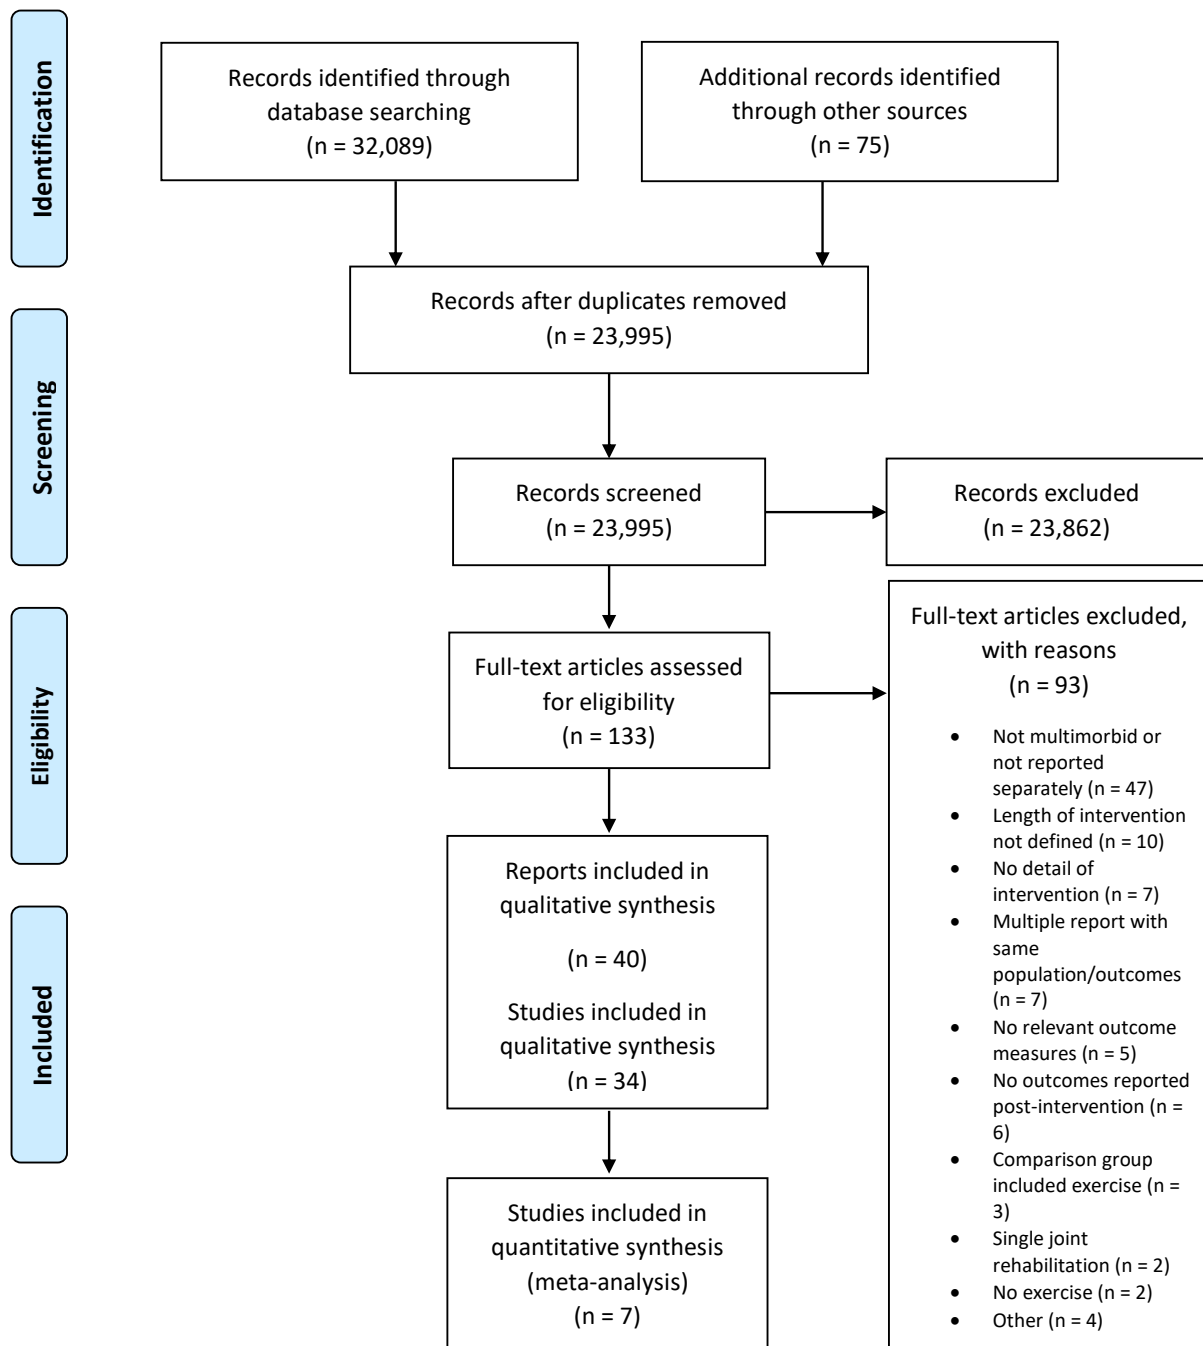 Identification
Records identified through
database searching
(n = 32,089)
Additional records identified
through other sources
(n = 75)
Records after duplicates removed
(n = 23,995)
Screening
Records screened
(n = 23,995)
Records excluded
(n = 23,862)
Eligibility
Full-text articles assessed
for eligibility
(n = 133)
Full-text articles excluded,
with reasons
(n = 93)
• Not multimorbid or
not reported
separately (n = 47)
• Length of intervention
not defined (n = 10)
• No detail of
intervention (n = 7)
• Multiple report with
same
population/outcomes
(n = 7)
• No relevant outcome
measures (n = 5)
• No outcomes reported
post-intervention (n =
6)
• Comparison group
included exercise (n =
3)
• Single joint
rehabilitation (n = 2)
• No exercise (n = 2)
• Other (n = 4)
Included
Reports included in
qualitative synthesis
(n = 40)
Studies included in
qualitative synthesis
(n = 34)
Studies included in
quantitative synthesis
(meta-analysis)
(n = 7)